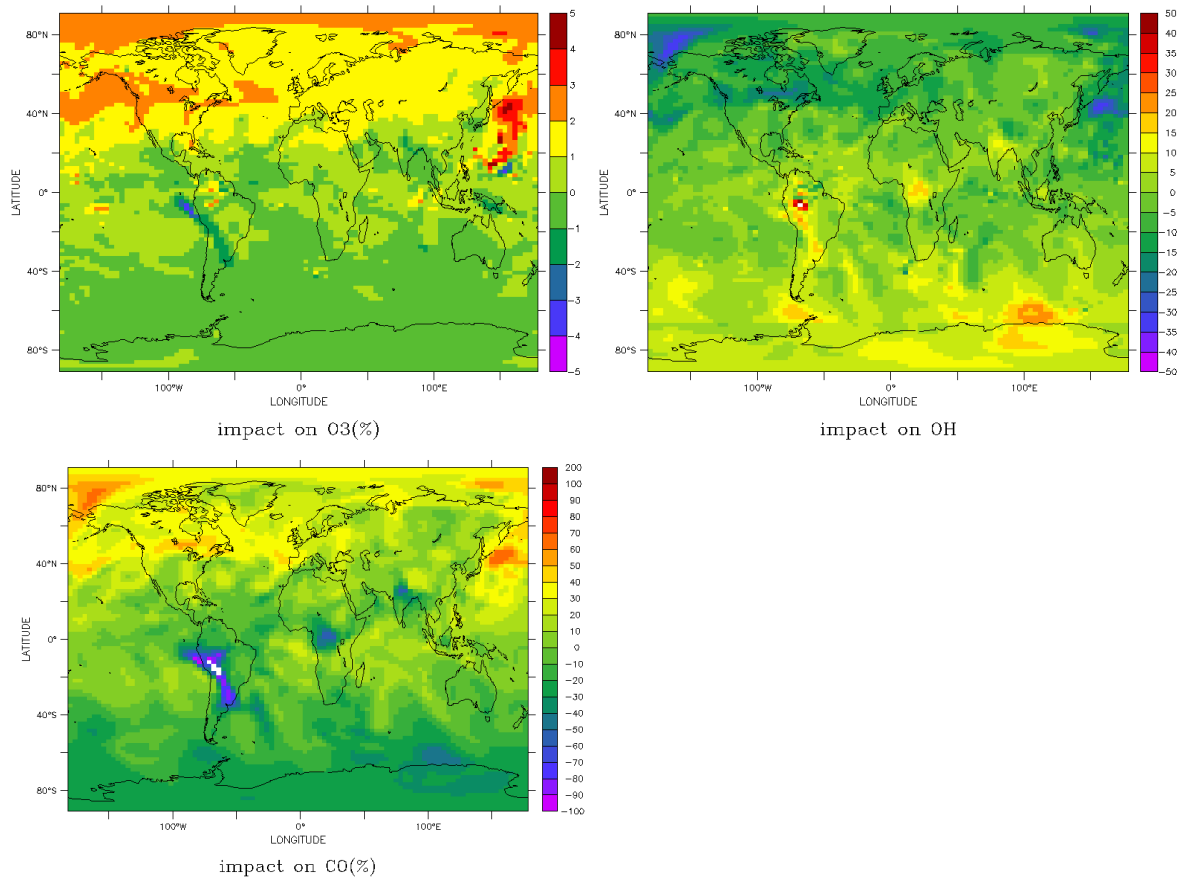 80°N
40°N
0°
40°S
80°S
LATITUDE
100°W
0°
100°E
LONGITUDE
5
4
3
2
1
0
−1
−2
−3
−4
−5
impact on O3(%)
80°N
40°N
0°
40°S
80°S
LATITUDE
100°W
0°
100°E
LONGITUDE
50
45
40
35
30
25
20
15
10
5
0
−5
−10
−15
−20
−25
−30
−35
−40
−45
−50
impact on OH
80°N
40°N
0°
40°S
80°S
LATITUDE
100°W
0°
100°E
LONGITUDE
200
100
90
80
70
60
50
40
30
20
10
0
−10
−20
−30
−40
−50
−60
−70
−80
−90
−100
impact on CO(%)